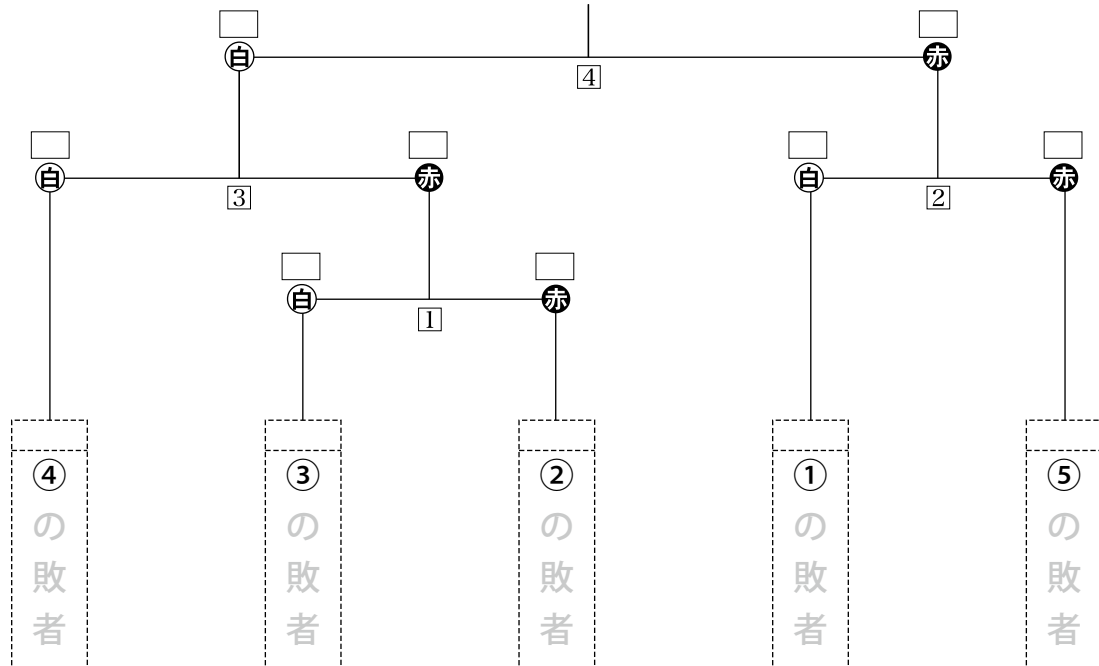 白 赤
4
白 赤 白 赤
3 2
白 赤
1
④の敗者
③の敗者
②の敗者
①の敗者
⑤の敗者